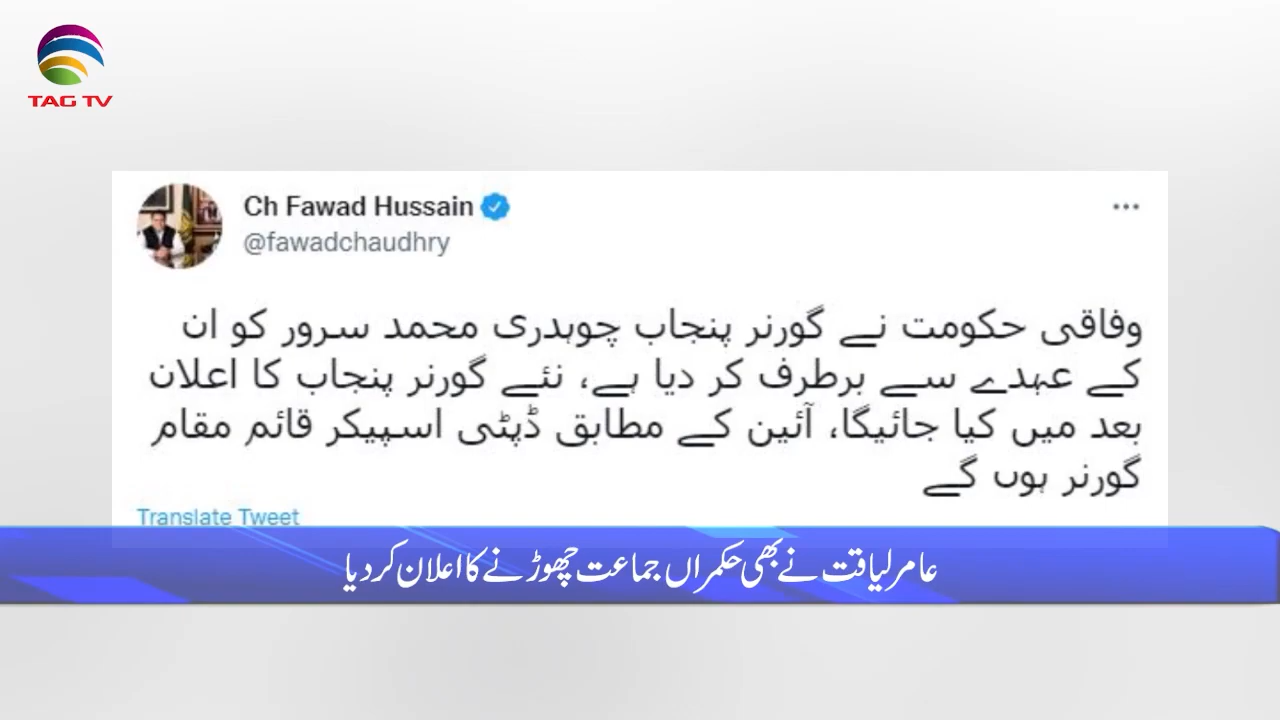 TAG TV
Ch Fawad Hussain
@fawadchaudhry
وفاقی حکومت نے گورنر پنجاب چوہدری محمد سرور کو ان
کے عہدے سے برطرف کر دیا ہے، نئے گورنر پنجاب کا اعلان
بعد میں کیا جائیگا، آئین کے مطابق ڈپٹی اسپیکر قائم مقام
گورنر ہوں گے
Translate Tweet
عامر لیاقت نے بھی حکمراں جماعت چھوڑنے کا اعلان کر دیا